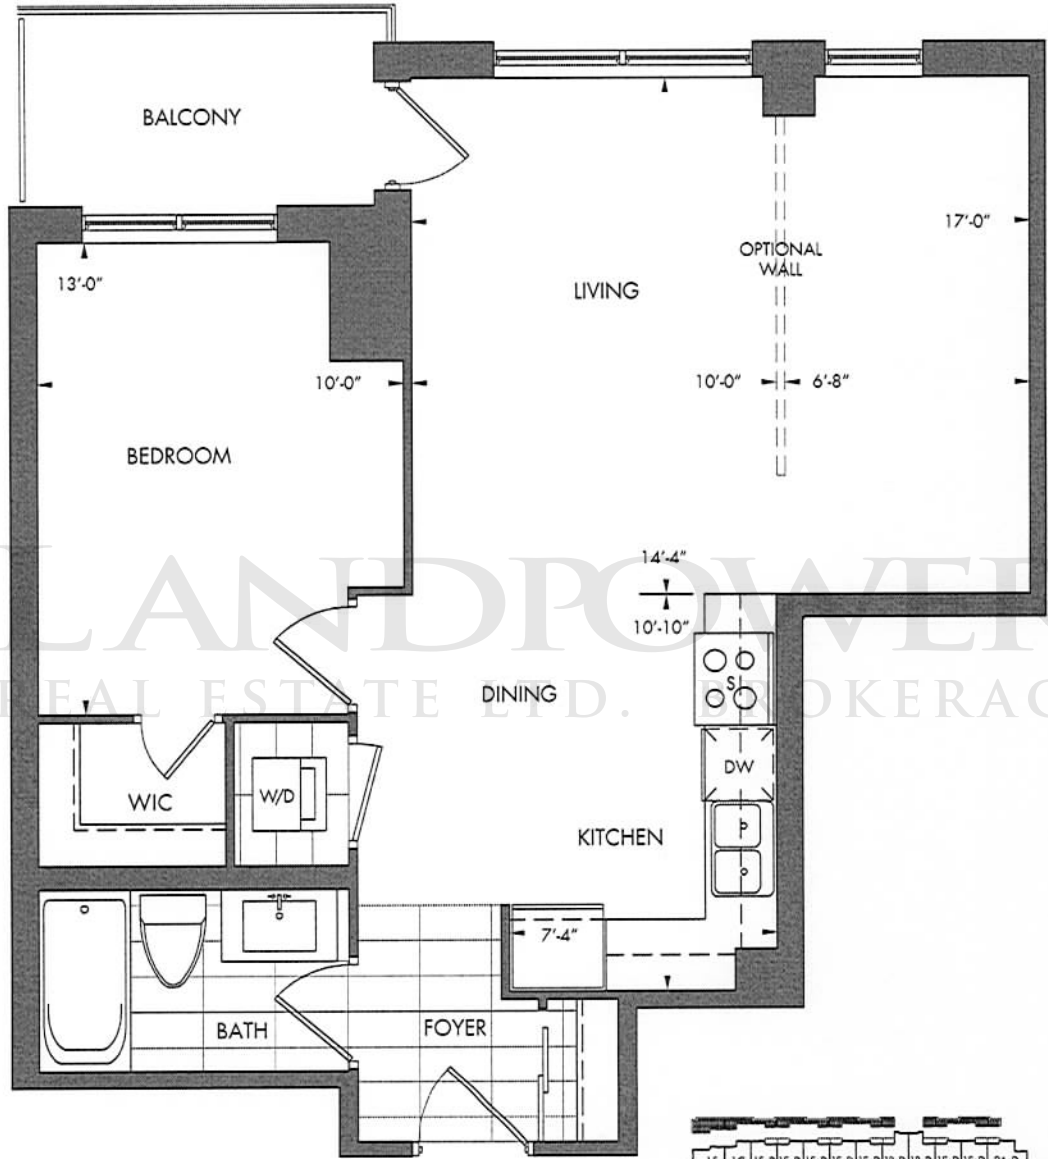 BALCONY
13'-0"
17'-0"
OPTIONAL
WALL
LIVING
10'-0"
10'-0"
6'-8"
BEDROOM
LANDPOWER
REAL ESTATE LTD. BROKERAG
14'-4"
10'-10"
DINING
DW
WIC
W/D
KITCHEN
7'-4"
BATH
FOYER